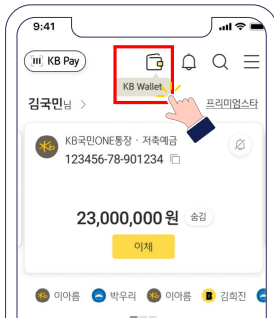 9:41
KB Pay
KB Wallet
김국민님 >
프리미엄스타
KB국민ONE통장 · 저축예금
123456-78-901234
23,000,000 원
숨김
이체
이아름 박우리 이아름 김희진